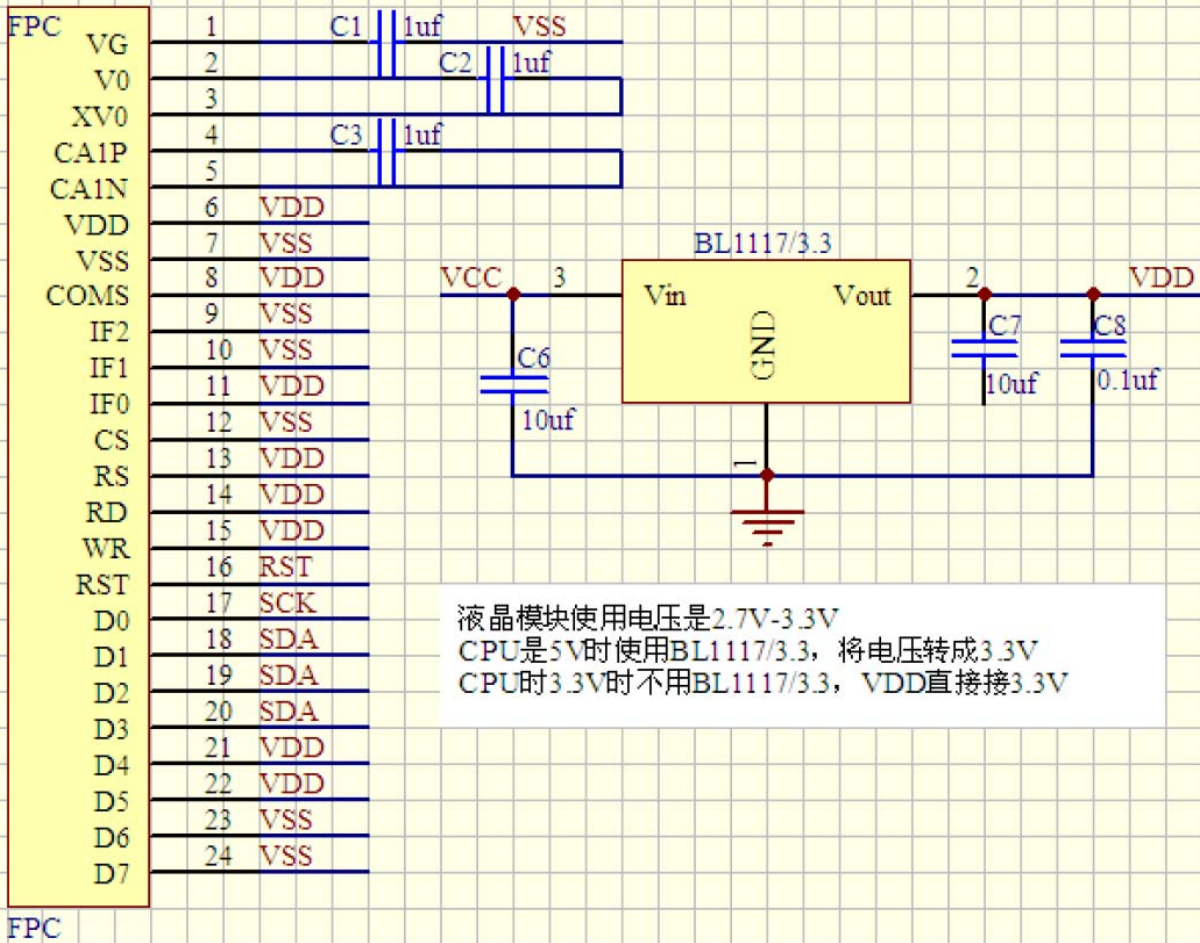 FPC
VG 1 C1 1uf VSS
V0 2 C2 1uf
XV0 3
CA1P 4 C3 1uf
CA1N 5
VDD 6 VDD
VSS 7 VSS
COMS 8 VDD
IF2 9 VSS
IF1 10 VSS
IF0 11 VDD
CS 12 VSS
RS 13 VDD
RD 14 VDD
WR 15 VDD
RST 16 RST
D0 17 SCK
D1 18 SDA
D2 19 SDA
D3 20 SDA
D4 21 VDD
D5 22 VDD
D6 23 VSS
D7 24 VSS
FPC
BL1117/3.3
VCC 3 Vin Vout 2 VDD
GND
C6 C7 C8
10uf 10uf 0.1uf
1
液晶模块使用电压是2.7V-3.3V
CPU是5V时使用BL1117/3.3，将电压转成3.3V
CPU时3.3V时不用BL1117/3.3，VDD直接接3.3V